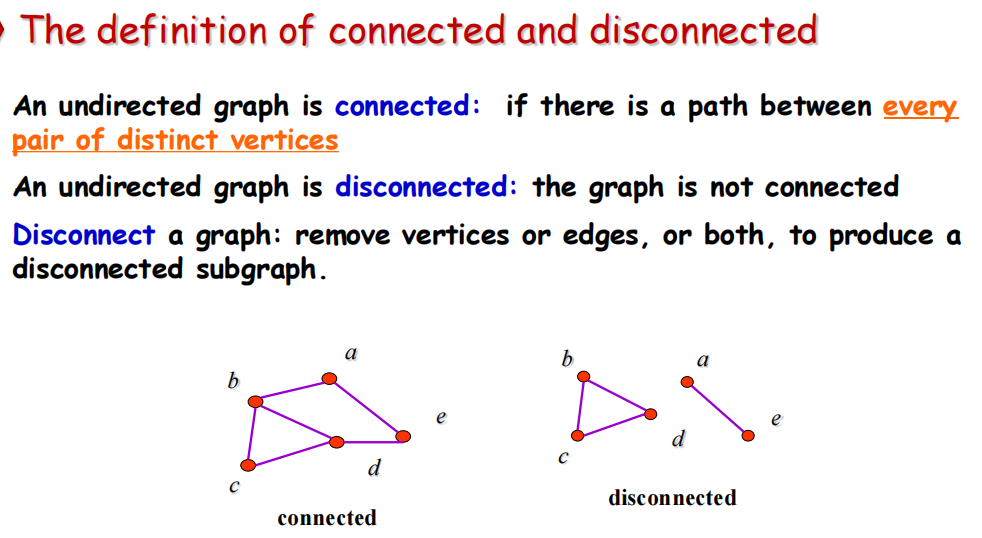 The definition of connected and disconnected
An undirected graph is connected: if there is a path between every
pair of distinct vertices
An undirected graph is disconnected: the graph is not connected
Disconnect a graph: remove vertices or edges, or both, to produce a
disconnected subgraph.
a
b
e
d
c
connected
b
a
e
d
c
disconnected